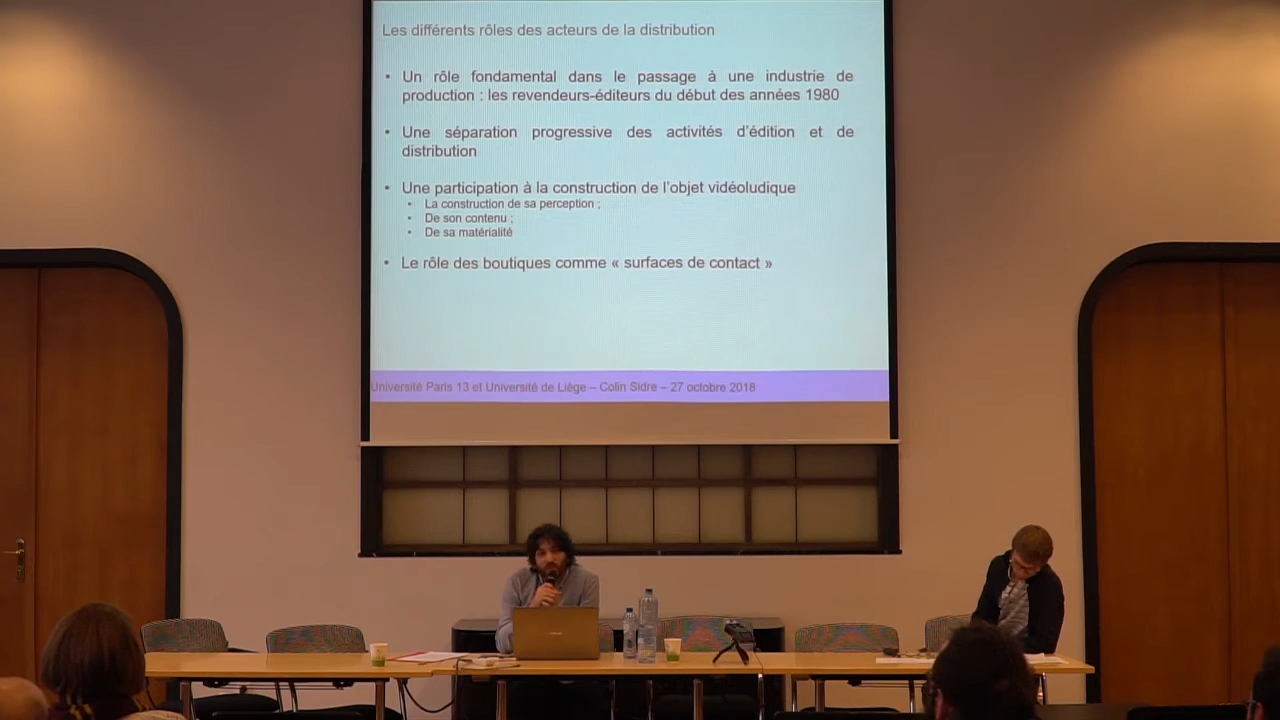 Les différents rôles des acteurs de la distribution
• Un rôle fondamental dans le passage à une industrie de
production : les revendeurs-éditeurs du début des années 1980
• Une séparation progressive des activités d'édition et de
distribution
• Une participation à la construction de l'objet vidéoludique
• La construction de sa perception ;
• De son contenu ;
• De sa matérialité
• Le rôle des boutiques comme « surfaces de contact »
Université Paris 13 et Université de Liège – Colin Sidre – 27 octobre 2018